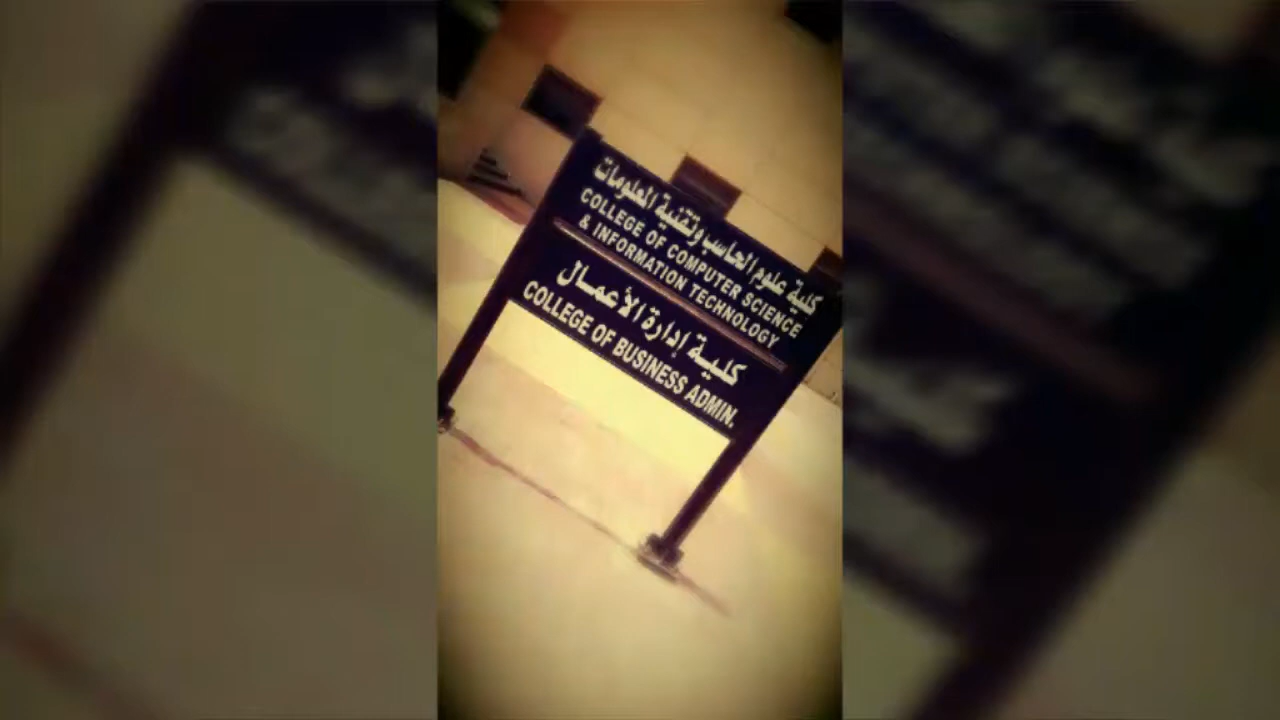 كلية علوم الحاسب وتقنية المعلومات
COLLEGE OF COMPUTER SCIENCE
& INFORMATION TECHNOLOGY
كلية إدارة الأعمال
COLLEGE OF BUSINESS ADMIN.